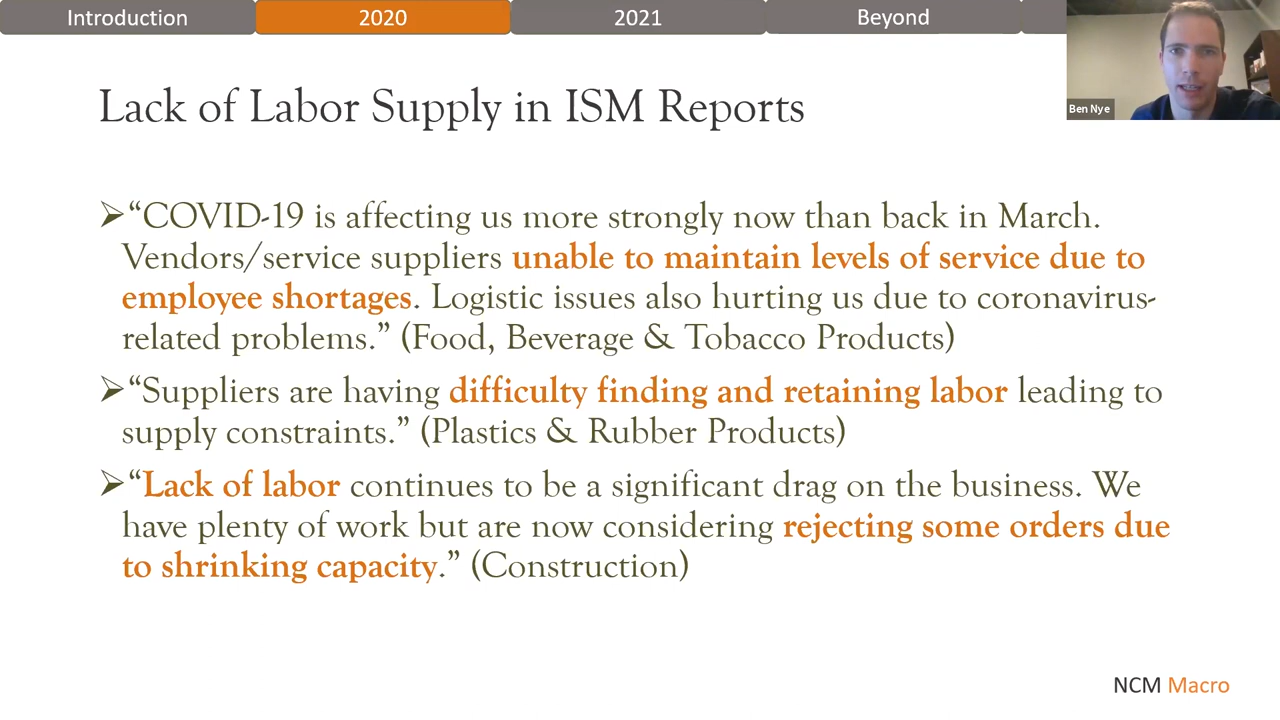 Introduction
2020
2021
Beyond
Ben Nye
Lack of Labor Supply in ISM Reports
➢“COVID-19 is affecting us more strongly now than back in March.
Vendors/service suppliers unable to maintain levels of service due to
employee shortages. Logistic issues also hurting us due to coronavirus-
related problems.” (Food, Beverage & Tobacco Products)
➢“Suppliers are having difficulty finding and retaining labor leading to
supply constraints.” (Plastics & Rubber Products)
➢“Lack of labor continues to be a significant drag on the business. We
have plenty of work but are now considering rejecting some orders due
to shrinking capacity.” (Construction)
NCM Macro